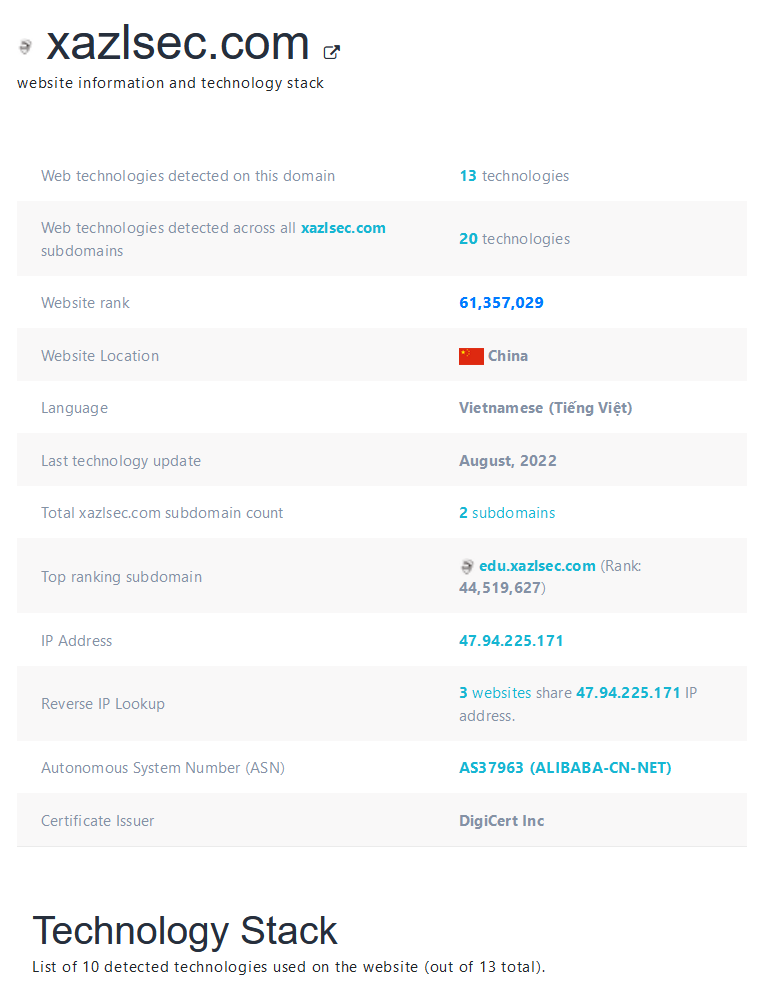 xazlsec.com
website information and technology stack
Web technologies detected on this domain
13 technologies
Web technologies detected across all xazlsec.com
subdomains
20 technologies
Website rank
61,357,029
Website Location
China
Language
Vietnamese (Tiếng Việt)
Last technology update
August, 2022
Total xazlsec.com subdomain count
2 subdomains
Top ranking subdomain
edu.xazlsec.com (Rank:
44,519,627)
IP Address
47.94.225.171
Reverse IP Lookup
3 websites share 47.94.225.171 IP
address.
Autonomous System Number (ASN)
AS37963 (ALIBABA-CN-NET)
Certificate Issuer
DigiCert Inc
Technology Stack
List of 10 detected technologies used on the website (out of 13 total).